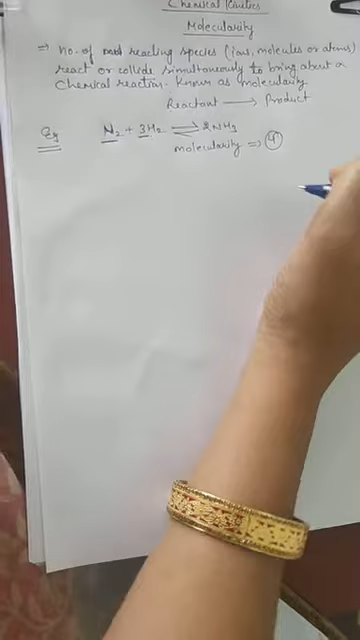 Chemical Kinetics
Molecularity
⇒ no. of reacting species (ions, molecules or atoms)
react or collide simultaneously to bring about a
Chemical reaction. Known as molecularity
Reactant ⟶ Product
Eg N₂ + 3H₂ ⇌ 2NH₃
molecularity ⇒ 4